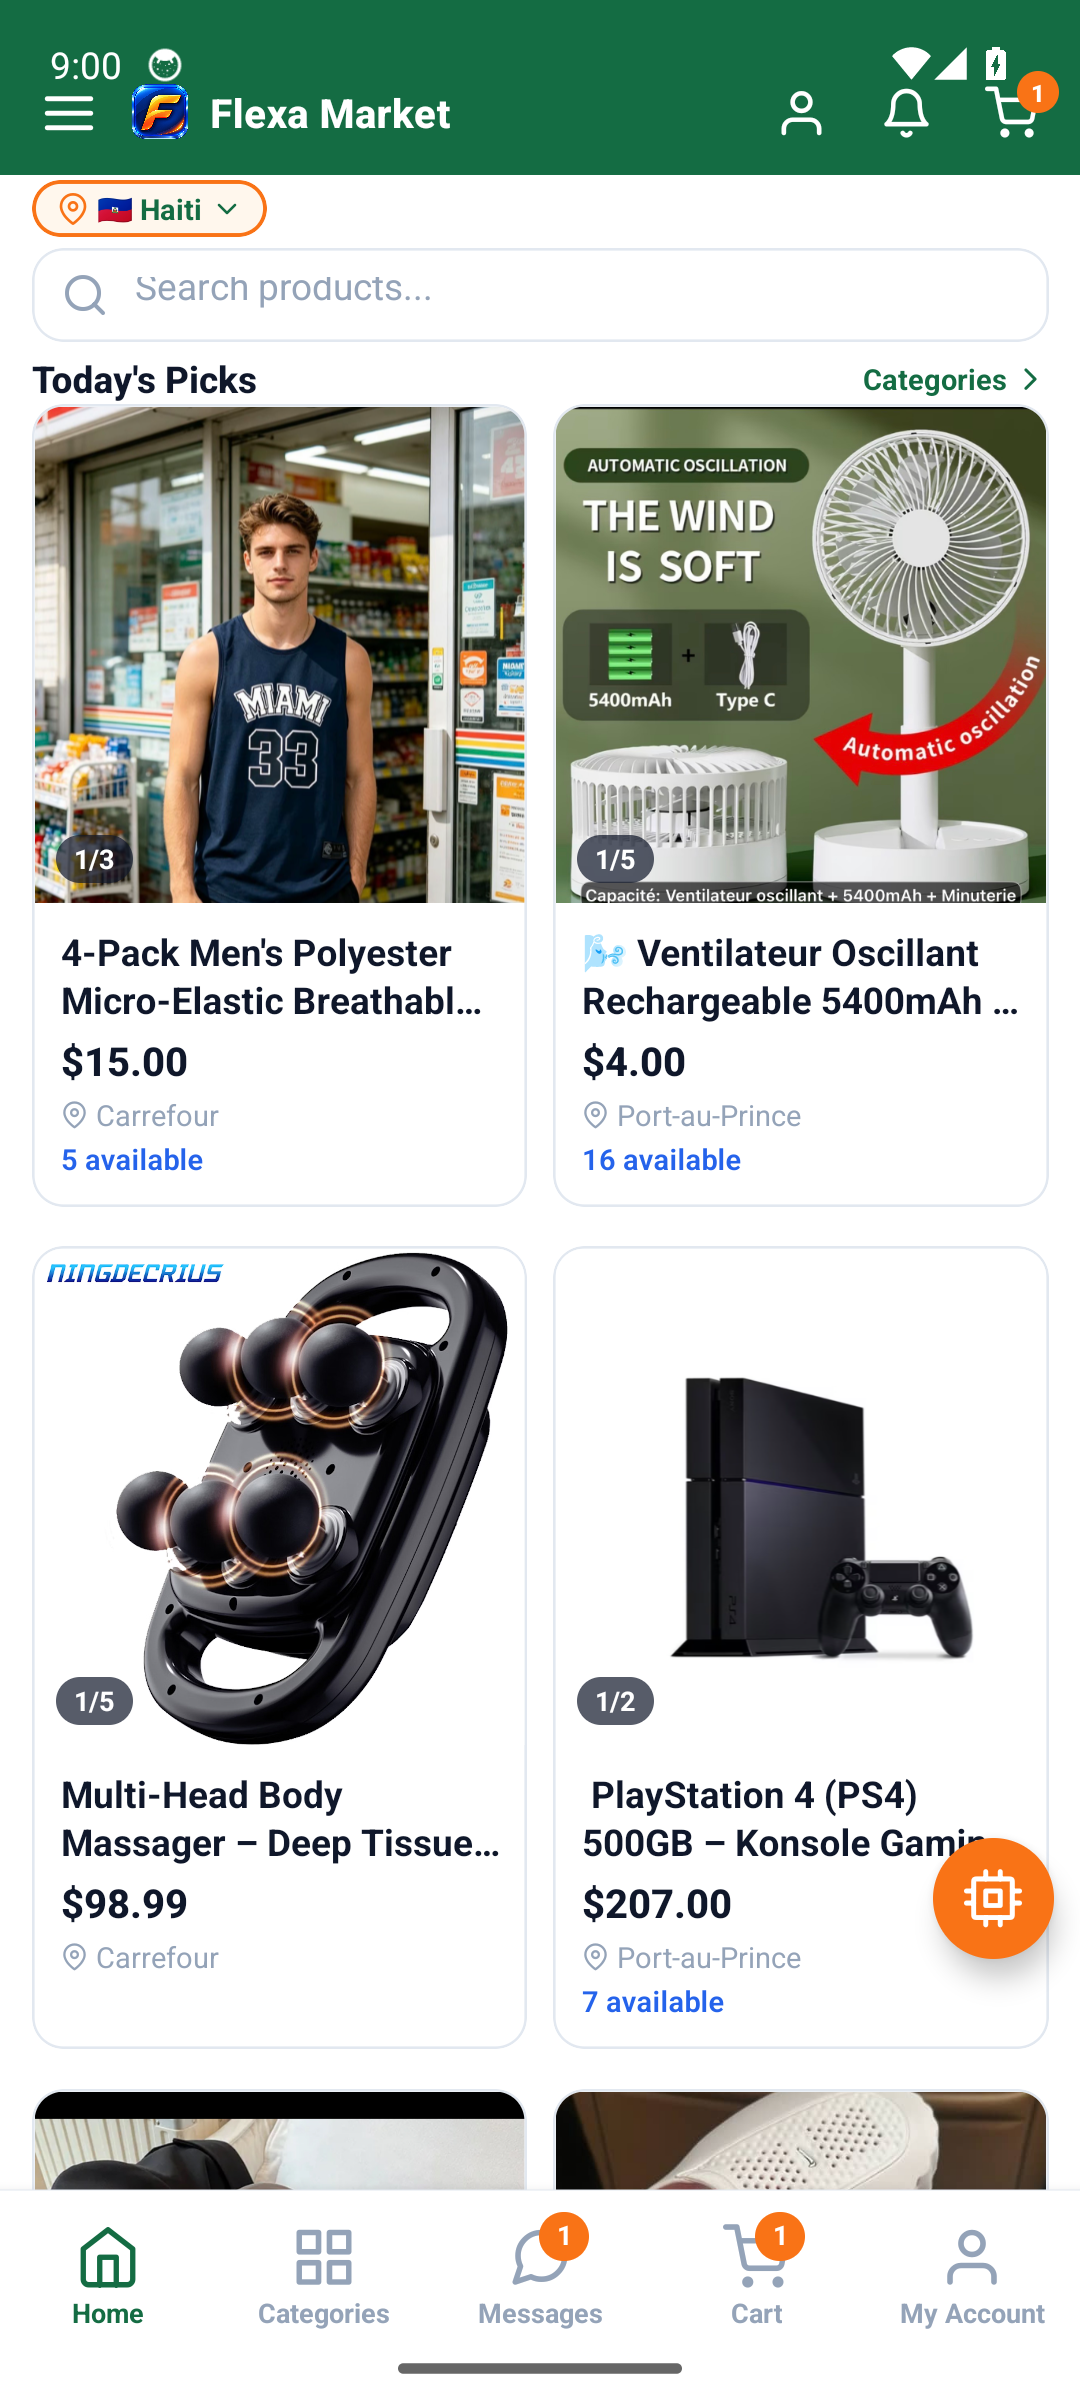 9:00
Flexa Market
1
Haiti
Search products...
Today's Picks
Categories
MIAMI
33
1/3
AUTOMATIC OSCILLATION
THE WIND
IS SOFT
5400mAh
+
Type C
Automatic oscillation
1/5
Capacité: Ventilateur oscillant + 5400mAh + Minuterie
4-Pack Men's Polyester
Micro-Elastic Breathabl...
$15.00
Carrefour
5 available
🌬️ Ventilateur Oscillant
Rechargeable 5400mAh ...
$4.00
Port-au-Prince
16 available
NINGDECRIUS
1/5
Multi-Head Body
Massager – Deep Tissue...
$98.99
Carrefour
PS4
1/2
PlayStation 4 (PS4)
500GB – Konsole Gamin
$207.00
Port-au-Prince
7 available
Home
Categories
1
Messages
1
Cart
My Account